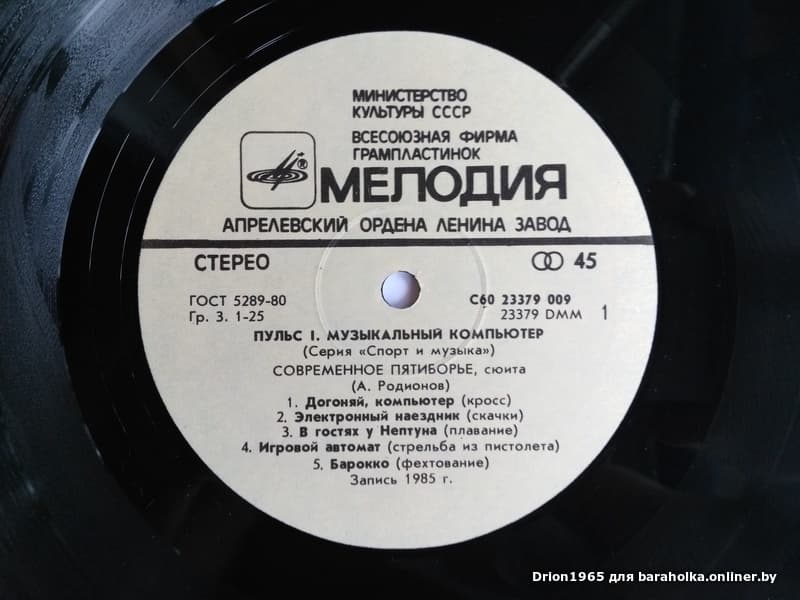 МИНИСТЕРСТВО
КУЛЬТУРЫ СССР
ВСЕСОЮЗНАЯ ФИРМА
ГРАМПЛАСТИНОК
® МЕЛОДИЯ
АПРЕЛЕВСКИЙ ОРДЕНА ЛЕНИНА ЗАВОД
СТЕРЕО 45
ГОСТ 5289-80 С60 23379 009
Гр. 3. 1-25 23379 DMM 1
ПУЛЬС I. МУЗЫКАЛЬНЫЙ КОМПЬЮТЕР
(Серия «Спорт и музыка»)
СОВРЕМЕННОЕ ПЯТИБОРЬЕ, сюита
(А. Родионов)
1. Догоняй, компьютер (кросс)
2. Электронный наездник (скачки)
3. В гостях у Нептуна (плавание)
4. Игровой автомат (стрельба из пистолета)
5. Барокко (фехтование)
Запись 1985 г.
Drion1965 для baraholka.onliner.by